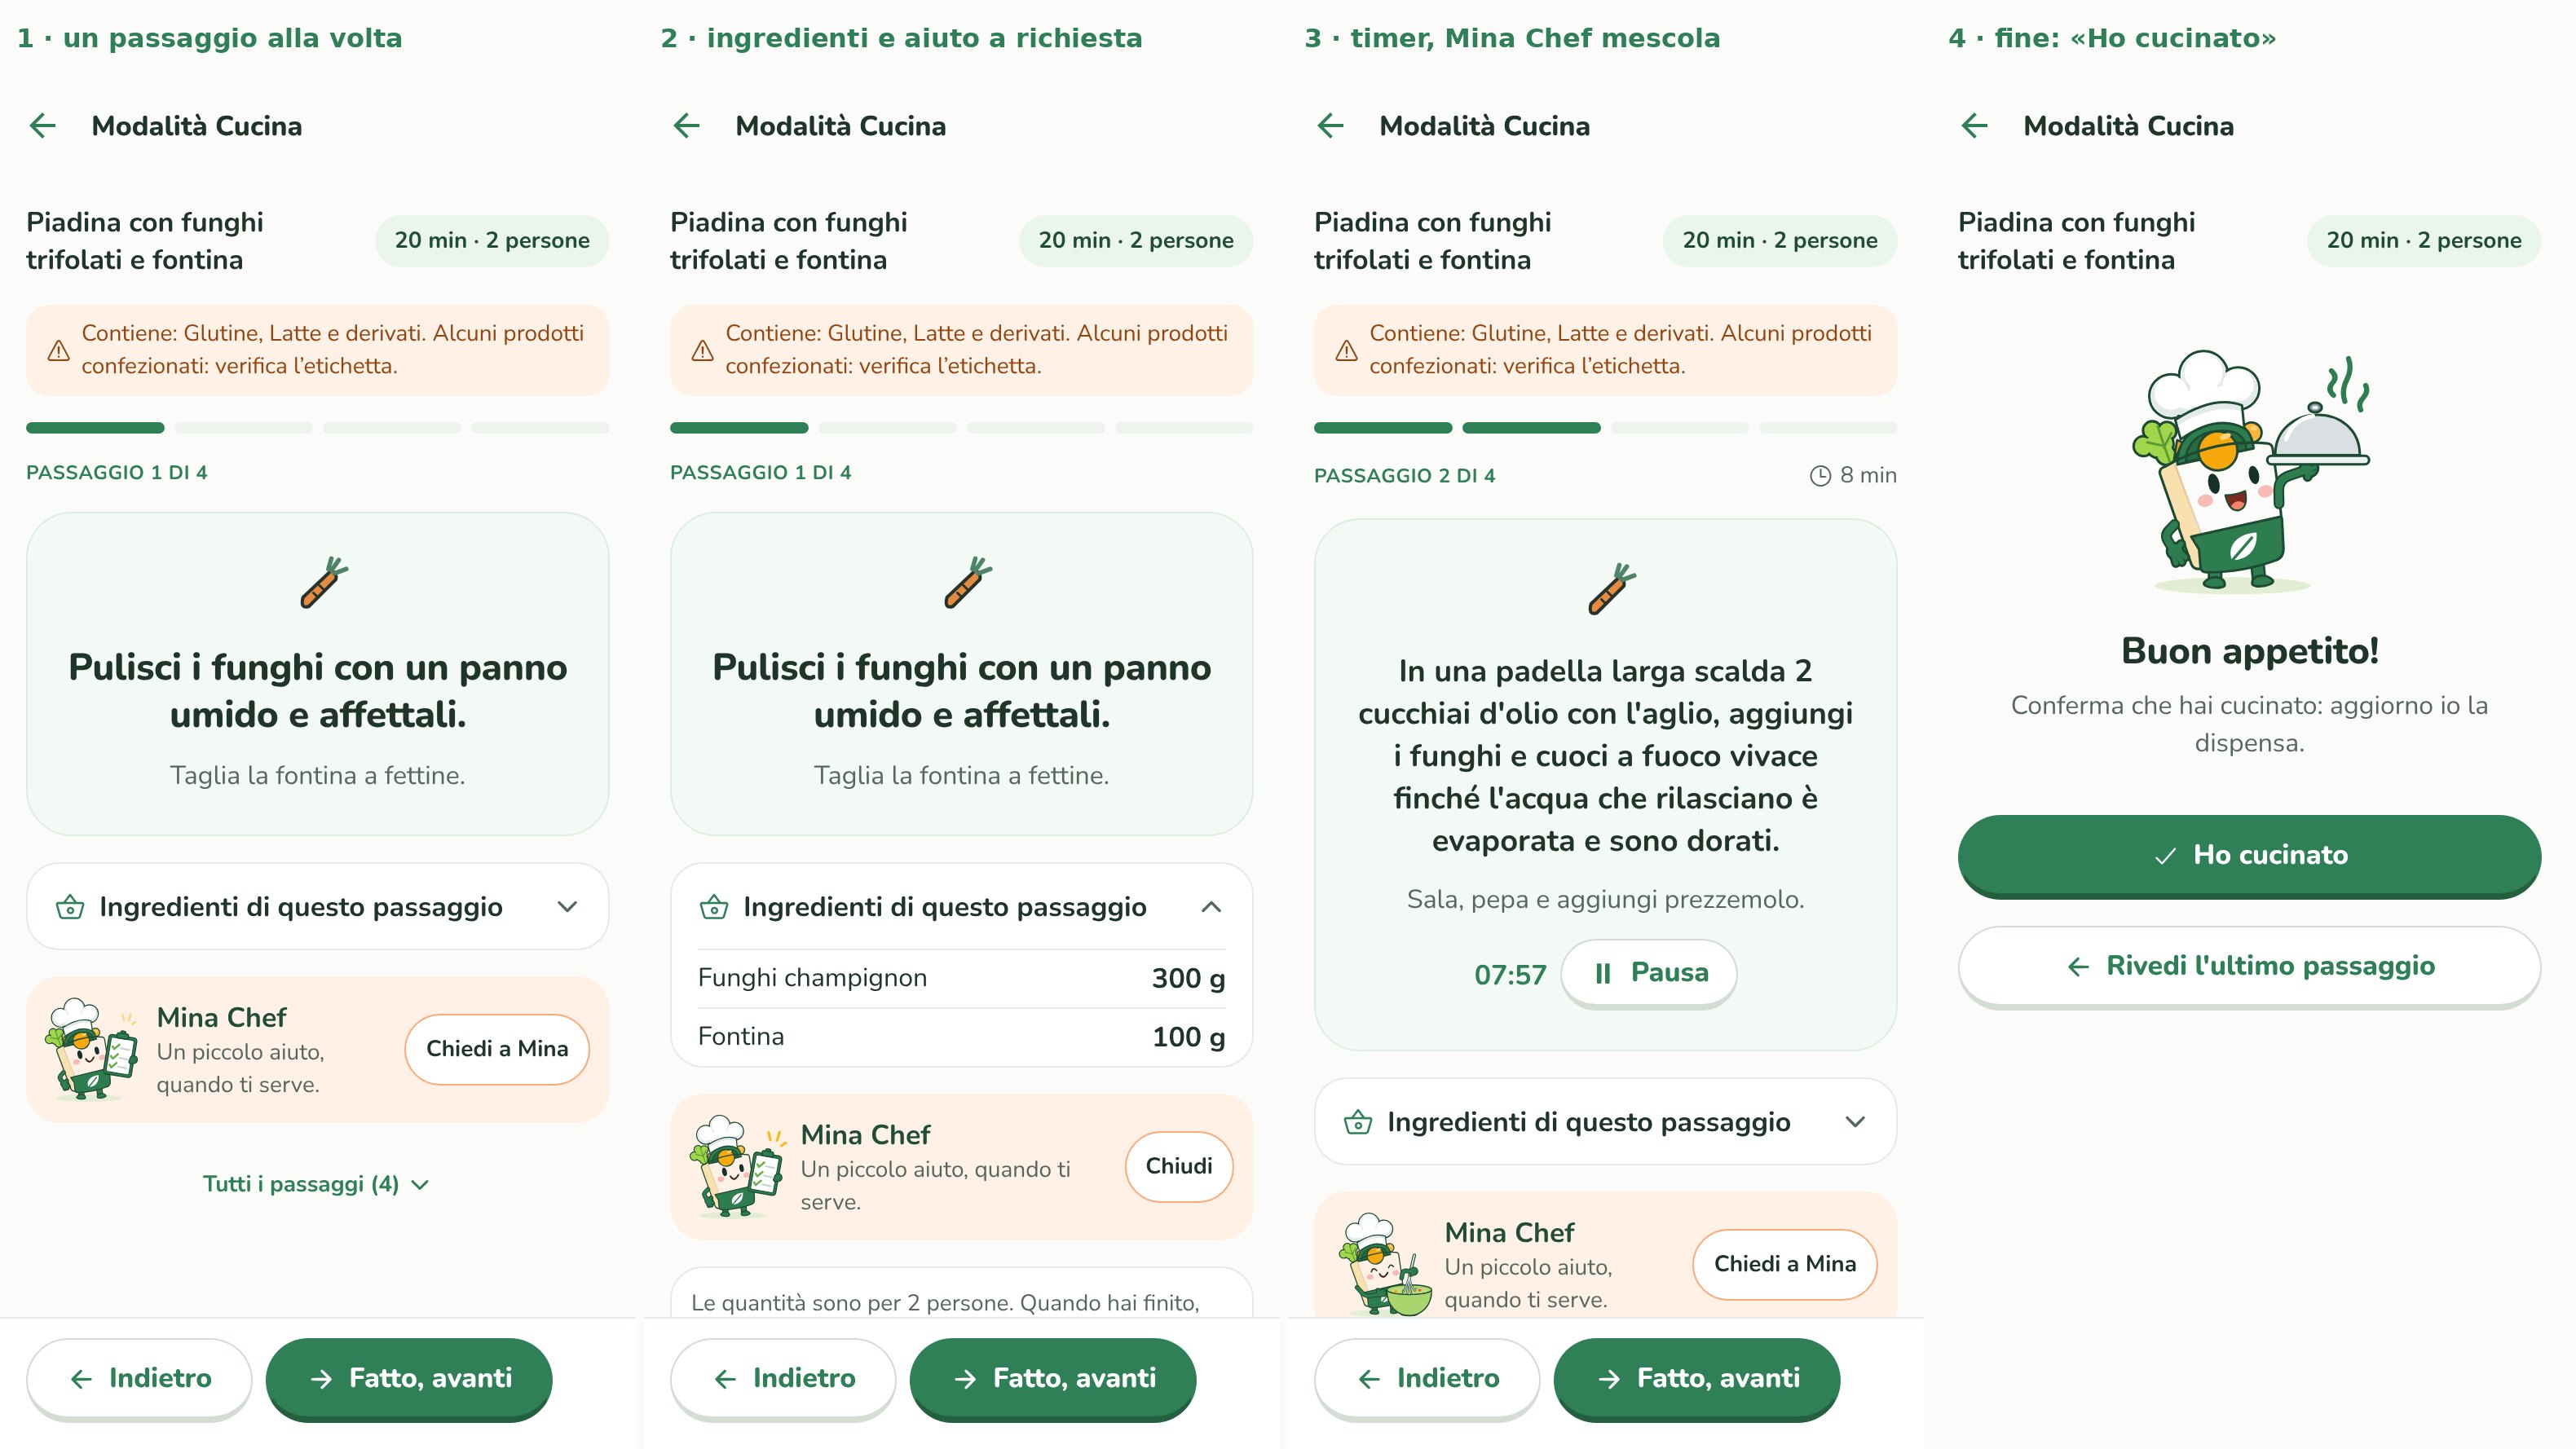 1 · un passaggio alla volta
Modalità Cucina
Piadina con funghi
trifolati e fontina
20 min · 2 persone
Contiene: Glutine, Latte e derivati. Alcuni prodotti
confezionati: verifica l’etichetta.
PASSAGGIO 1 DI 4
Pulisci i funghi con un panno
umido e affettali.
Taglia la fontina a fettine.
Ingredienti di questo passaggio
Mina Chef
Un piccolo aiuto,
quando ti serve.
Chiedi a Mina
Tutti i passaggi (4)
Indietro
Fatto, avanti
2 · ingredienti e aiuto a richiesta
Modalità Cucina
Piadina con funghi
trifolati e fontina
20 min · 2 persone
Contiene: Glutine, Latte e derivati. Alcuni prodotti
confezionati: verifica l’etichetta.
PASSAGGIO 1 DI 4
Pulisci i funghi con un panno
umido e affettali.
Taglia la fontina a fettine.
Ingredienti di questo passaggio
Funghi champignon 300 g
Fontina 100 g
Mina Chef
Un piccolo aiuto, quando ti
serve.
Chiudi
Le quantità sono per 2 persone. Quando hai finito,
Indietro
Fatto, avanti
3 · timer, Mina Chef mescola
Modalità Cucina
Piadina con funghi
trifolati e fontina
20 min · 2 persone
Contiene: Glutine, Latte e derivati. Alcuni prodotti
confezionati: verifica l’etichetta.
PASSAGGIO 2 DI 4
8 min
In una padella larga scalda 2
cucchiai d'olio con l'aglio, aggiungi
i funghi e cuoci a fuoco vivace
finché l'acqua che rilasciano è
evaporata e sono dorati.
Sala, pepa e aggiungi prezzemolo.
07:57
Pausa
Ingredienti di questo passaggio
Mina Chef
Un piccolo aiuto,
quando ti serve.
Chiedi a Mina
Indietro
Fatto, avanti
4 · fine: «Ho cucinato»
Modalità Cucina
Piadina con funghi
trifolati e fontina
20 min · 2 persone
Buon appetito!
Conferma che hai cucinato: aggiorno io la
dispensa.
Ho cucinato
Rivedi l'ultimo passaggio